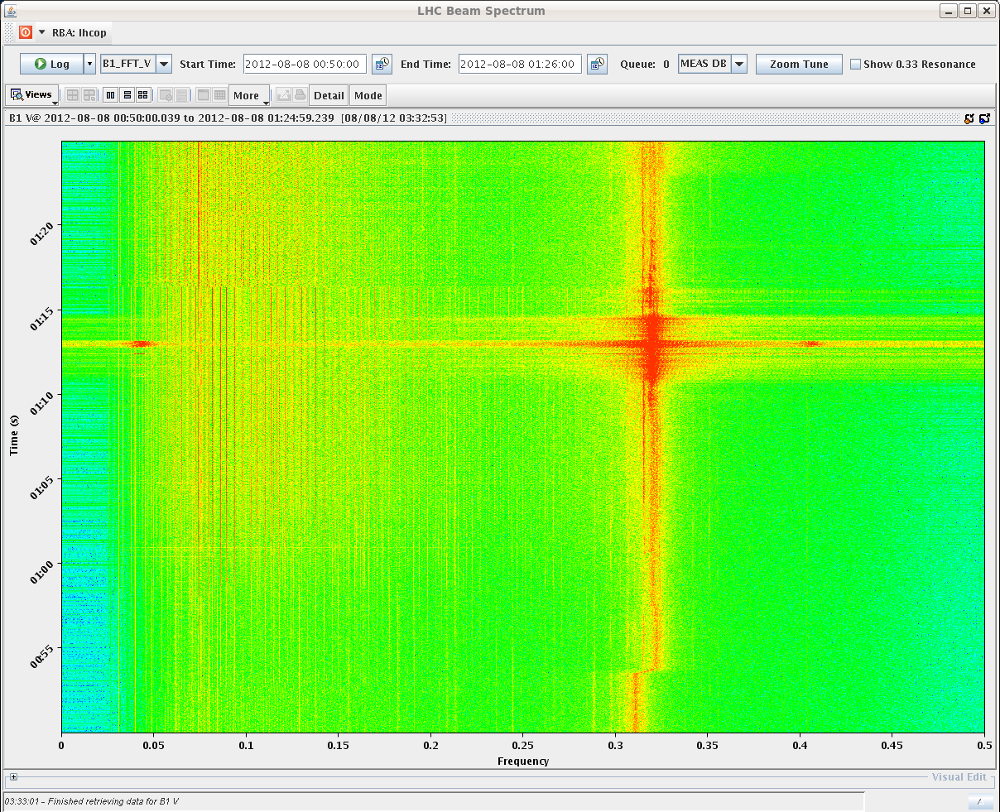 LHC Beam Spectrum
RBA: lhcop
Log B1_FFT_V Start Time: 2012-08-08 00:50:00 End Time: 2012-08-08 01:26:00 Queue: 0 MEAS DB Zoom Tune Show 0.33 Resonance
Views More Detail Mode
B1 V@ 2012-08-08 00:50:00.039 to 2012-08-08 01:24:59.239 [08/08/12 03:32:53]
01:20
01:15
01:10
01:05
01:00
00:55
Time (s)
0 0.05 0.1 0.15 0.2 0.25 0.3 0.35 0.4 0.45 0.5
Frequency
Visual Edit
03:33:01 - Finished retrieving data for B1 V